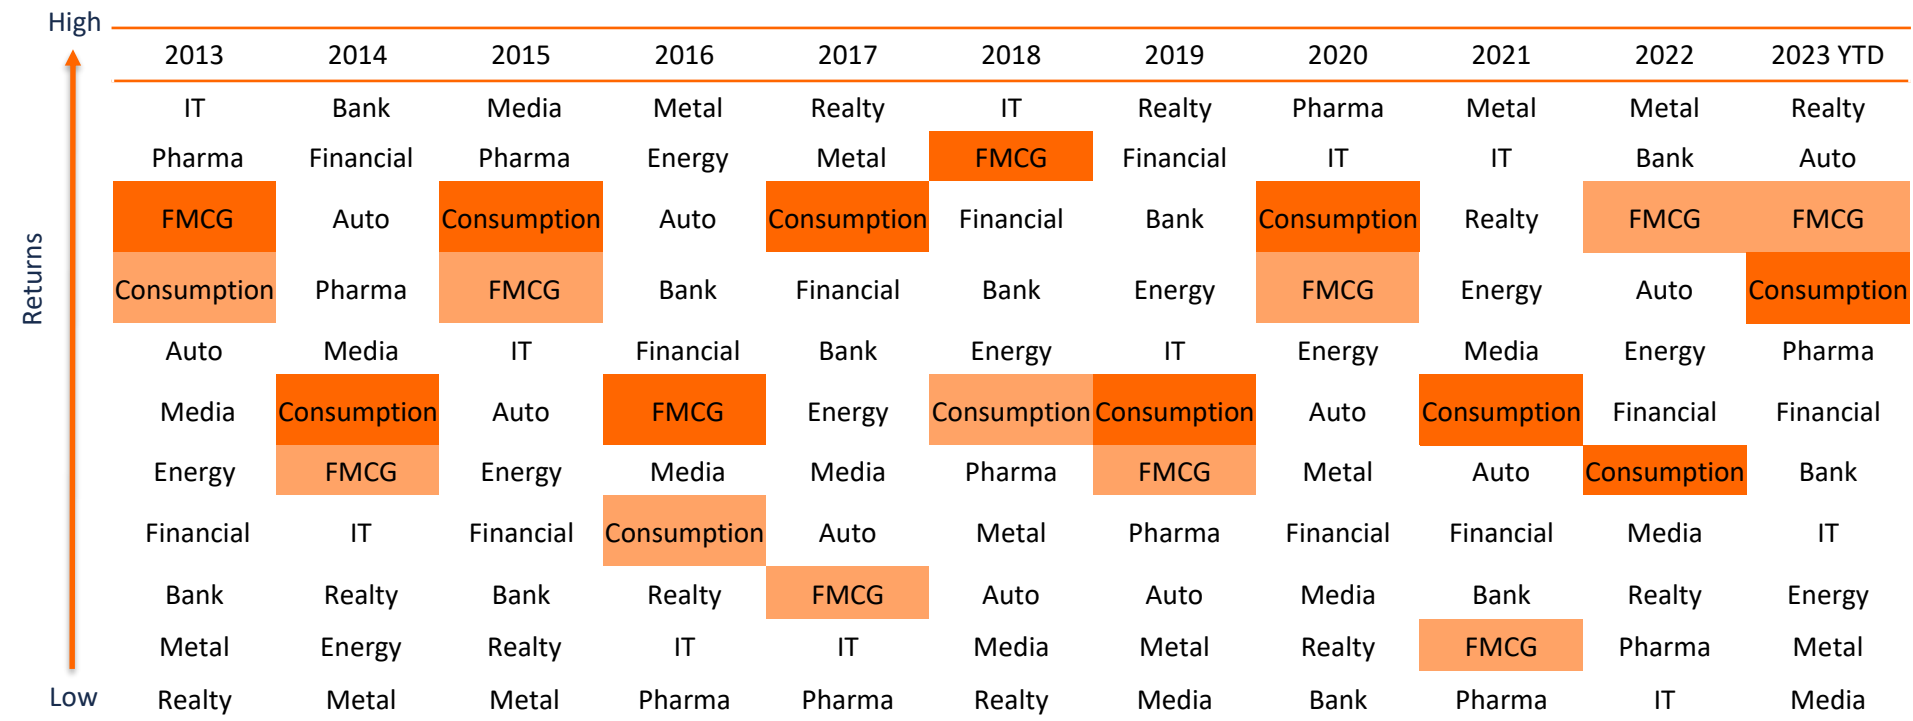 High
2013 2014 2015 2016 2017 2018 2019 2020 2021 2022 2023 YTD
IT Bank Media Metal Realty IT Realty Pharma Metal Metal Realty
Pharma Financial Pharma Energy Metal FMCG Financial IT IT Bank Auto
FMCG Auto Consumption Auto Consumption Financial Bank Consumption Realty FMCG FMCG
Consumption Pharma FMCG Bank Financial Bank Energy FMCG Energy Auto Consumption
Returns
Auto Media IT Financial Bank Energy IT Energy Media Energy Pharma
Media Consumption Auto FMCG Energy Consumption Consumption Auto Consumption Financial Financial
Energy FMCG Energy Media Media Pharma FMCG Metal Auto Consumption Bank
Financial IT Financial Consumption Auto Metal Pharma Financial Financial Media IT
Bank Realty Bank Realty FMCG Auto Auto Media Bank Realty Energy
Metal Energy Realty IT IT Media Metal Realty FMCG Pharma Metal
Low
Realty Metal Metal Pharma Pharma Realty Media Bank Pharma IT Media